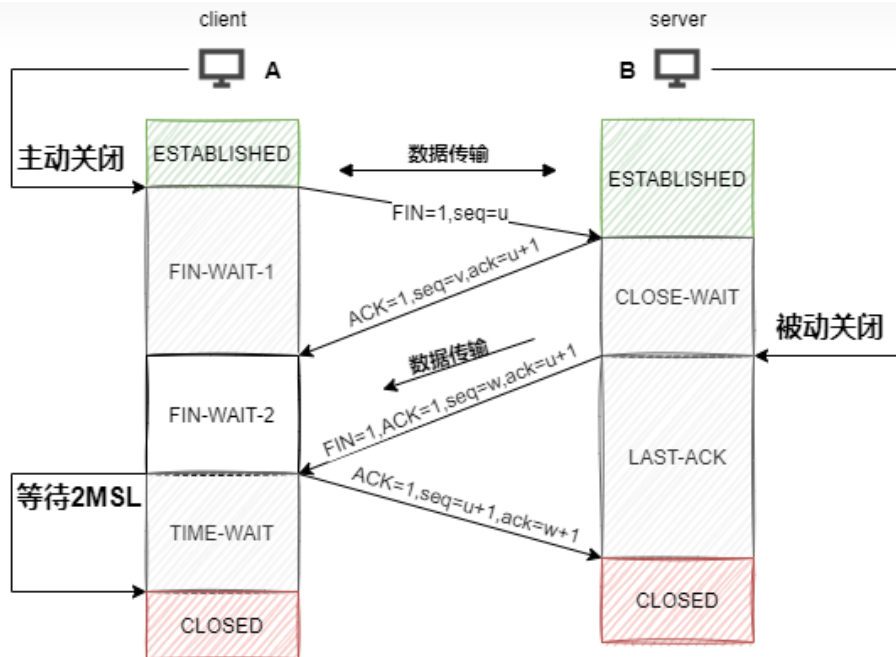 client
server
A
B
主动关闭
ESTABLISHED
数据传输
ESTABLISHED
FIN=1,seq=u
FIN-WAIT-1
ACK=1,seq=v,ack=u+1
CLOSE-WAIT
被动关闭
数据传输
FIN=1,ACK=1,seq=w,ack=u+1
FIN-WAIT-2
LAST-ACK
等待2MSL
ACK=1,seq=u+1,ack=w+1
TIME-WAIT
CLOSED
CLOSED